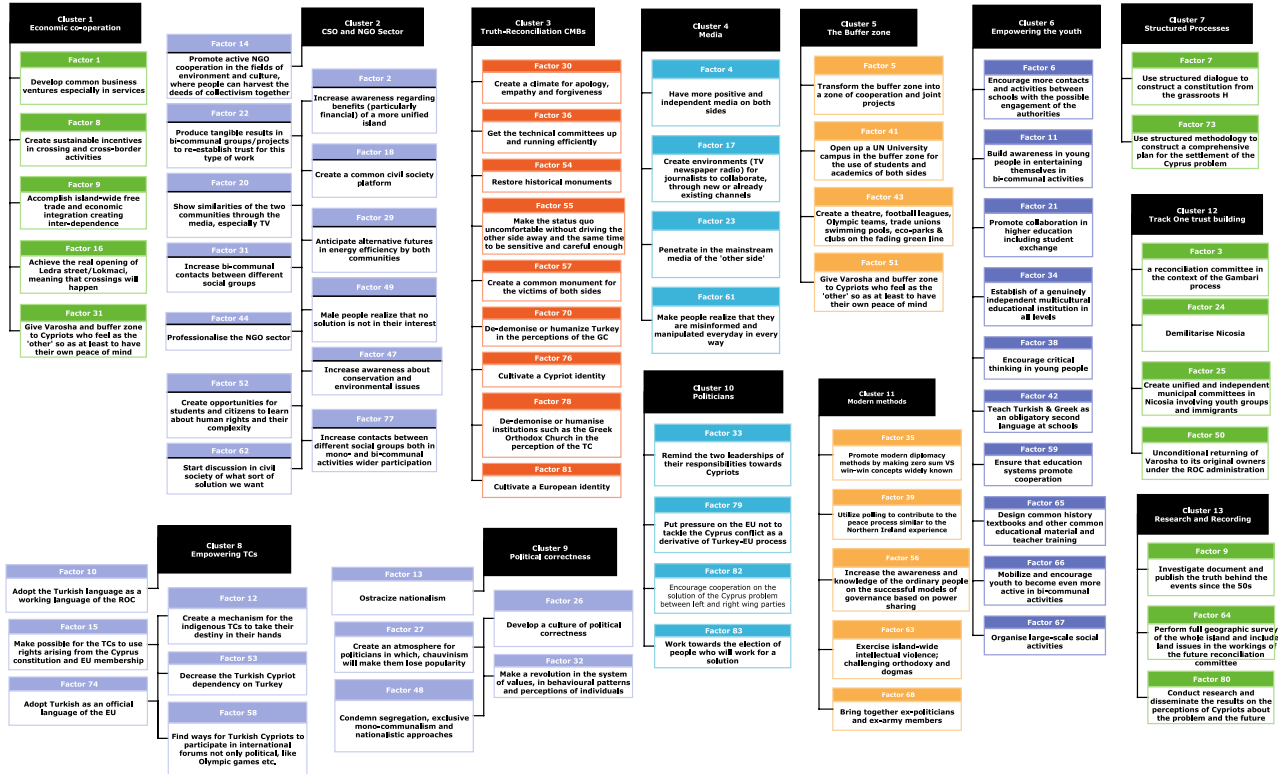 Cluster 1
Economic co-operation
Factor 1
Develop common business
ventures especially in services
Factor 8
Create sustainable incentives
in crossing and cross-border
activities
Factor 9
Accomplish island-wide free
trade and economic
integration creating
inter-dependence
Factor 16
Achieve the real opening of
Ledra street/Lokmaci,
meaning that crossings will
happen
Factor 31
Give Varosha and buffer zone
to Cypriots who feel as the
'other' so as at least to have
their own peace of mind
Cluster 2
CSO and NGO Sector
Factor 14
Promote active NGO
cooperation in the fields of
environment and culture,
where people can harvest the
deeds of collectivism together
Factor 22
Produce tangible results in
bi-communal groups/projects
to re-establish trust for this
type of work
Factor 20
Show similarities of the two
communities through the
media, especially TV
Factor 31
Increase bi-communal
contacts between different
social groups
Factor 44
Professionalise the NGO sector
Factor 52
Create opportunities for
students and citizens to learn
about human rights and their
complexity
Factor 62
Start discussion in civil
society of what sort of
solution we want
Factor 2
Increase awareness regarding
benefits (particularly
financial) of a more unified
island
Factor 18
Create a common civil society
platform
Factor 29
Anticipate alternative futures
in energy efficiency by both
communities
Factor 49
Make people realize that no
solution is not in their interest
Factor 47
Increase awareness about
conservation and
environmental issues
Factor 77
Increase contacts between
different social groups both in
mono- and bi-communal
activities wider participation
Cluster 3
Truth-Reconciliation CMBs
Factor 30
Create a climate for apology,
empathy and forgiveness
Factor 36
Get the technical committees up
and running efficiently
Factor 54
Restore historical monuments
Factor 55
Make the status quo
uncomfortable without driving the
other side away and the same time
to be sensitive and careful enough
Factor 57
Create a common monument for
the victims of both sides
Factor 70
De-demonise or humanize Turkey
in the perceptions of the GC
Factor 76
Cultivate a Cypriot identity
Factor 78
De-demonise or humanise
institutions such as the Greek
Orthodox Church in the
perception of the TC
Factor 81
Cultivate a European identity
Cluster 4
Media
Factor 4
Have more positive and
independent media on both
sides
Factor 17
Create environments (TV
newspaper radio) for
journalists to collaborate,
through new or already
existing channels
Factor 23
Penetrate in the mainstream
media of the 'other side'
Factor 61
Make people realize that
they are misinformed and
manipulated everyday in every
way
Cluster 5
The Buffer zone
Factor 5
Transform the buffer zone into
a zone of cooperation and joint
projects
Factor 41
Open up a UN University
campus in the buffer zone for
the use of students and
academics of both sides
Factor 43
Create a theatre, football leagues,
Olympic teams, trade unions
swimming pools, eco-parks &
clubs on the fading green line
Factor 51
Give Varosha and buffer zone to
Cypriots who feel as the
'other' so as at least to have
their own peace of mind
Cluster 6
Empowering the youth
Factor 6
Encourage more contacts
and activities between
schools with the possible
engagement of the
authorities
Factor 11
Build awareness in young
people in entertaining
themselves in
bi-communal activities
Factor 21
Promote collaboration in
higher education
including student
exchange
Factor 34
Establish of a genuinely
independent multicultural
educational institution in
all levels
Factor 38
Encourage critical
thinking in young people
Factor 42
Teach Turkish & Greek as
an obligatory second
language at schools
Factor 59
Ensure that education
systems promote
cooperation
Factor 65
Design common history
textbooks and other common
educational material and
teacher training
Factor 66
Mobilize and encourage
youth to become even more
active in bi-communal
activities
Factor 67
Organise large-scale social
activities
Cluster 7
Structured Processes
Factor 7
Use structured dialogue to
construct a constitution from
the grassroots H
Factor 73
Use structured methodology to
construct a comprehensive
plan for the settlement of the
Cyprus problem
Cluster 12
Track One trust building
Factor 3
a reconciliation committee in
the context of the Gambari
process
Factor 24
Demilitarise Nicosia
Factor 25
Create unified and independent
municipal committees in
Nicosia involving youth groups
and immigrants
Factor 50
Unconditional returning of
Varosha to its original owners
under the ROC administration
Cluster 8
Empowering TCs
Factor 10
Adopt the Turkish language as a
working language of the ROC
Factor 15
Make possible for the TCs to use
rights arising from the Cyprus
constitution and EU membership
Factor 74
Adopt Turkish as an official
language of the EU
Factor 12
Create a mechanism for the
indigenous TCs to take their
destiny in their hands
Factor 53
Decrease the Turkish Cypriot
dependency on Turkey
Factor 58
Find ways for Turkish Cypriots to
participate in international
forums not only political, like
Olympic games etc.
Cluster 9
Political correctness
Factor 13
Ostracize nationalism
Factor 27
Create an atmosphere for
politicians in which, chauvinism
will make them lose popularity
Factor 48
Condemn segregation, exclusive
mono-communalism and
nationalistic approaches
Factor 26
Develop a culture of political
correctness
Factor 32
Make a revolution in the system
of values, in behavioural patterns
and perceptions of individuals
Cluster 10
Politicians
Factor 33
Remind the two leaderships of
their responsibilities towards
Cypriots
Factor 79
Put pressure on the EU not to
tackle the Cyprus conflict as a
derivative of Turkey-EU process
Factor 82
Encourage cooperation on the
solution of the Cyprus problem
between left and right wing parties
Factor 83
Work towards the election of
people who will work for a
solution
Cluster 11
Modern methods
Factor 35
Promote modern diplomacy
methods by making zero sum VS
win-win concepts widely known
Factor 39
Utilize polling to contribute to the
peace process similar to the
Northern Ireland experience
Factor 56
Increase the awareness and
knowledge of the ordinary people
on the successful models of
governance based on power
sharing
Factor 63
Exercise island-wide
intellectual violence;
challenging orthodoxy and
dogmas
Factor 68
Bring together ex-politicians
and ex-army members
Cluster 13
Research and Recording
Factor 9
Investigate document and
publish the truth behind the
events since the 50s
Factor 64
Perform full geographic survey
of the whole island and include
land issues in the workings of
the future reconciliation
committee
Factor 80
Conduct research and
disseminate the results on the
perceptions of Cypriots about
the problem and the future